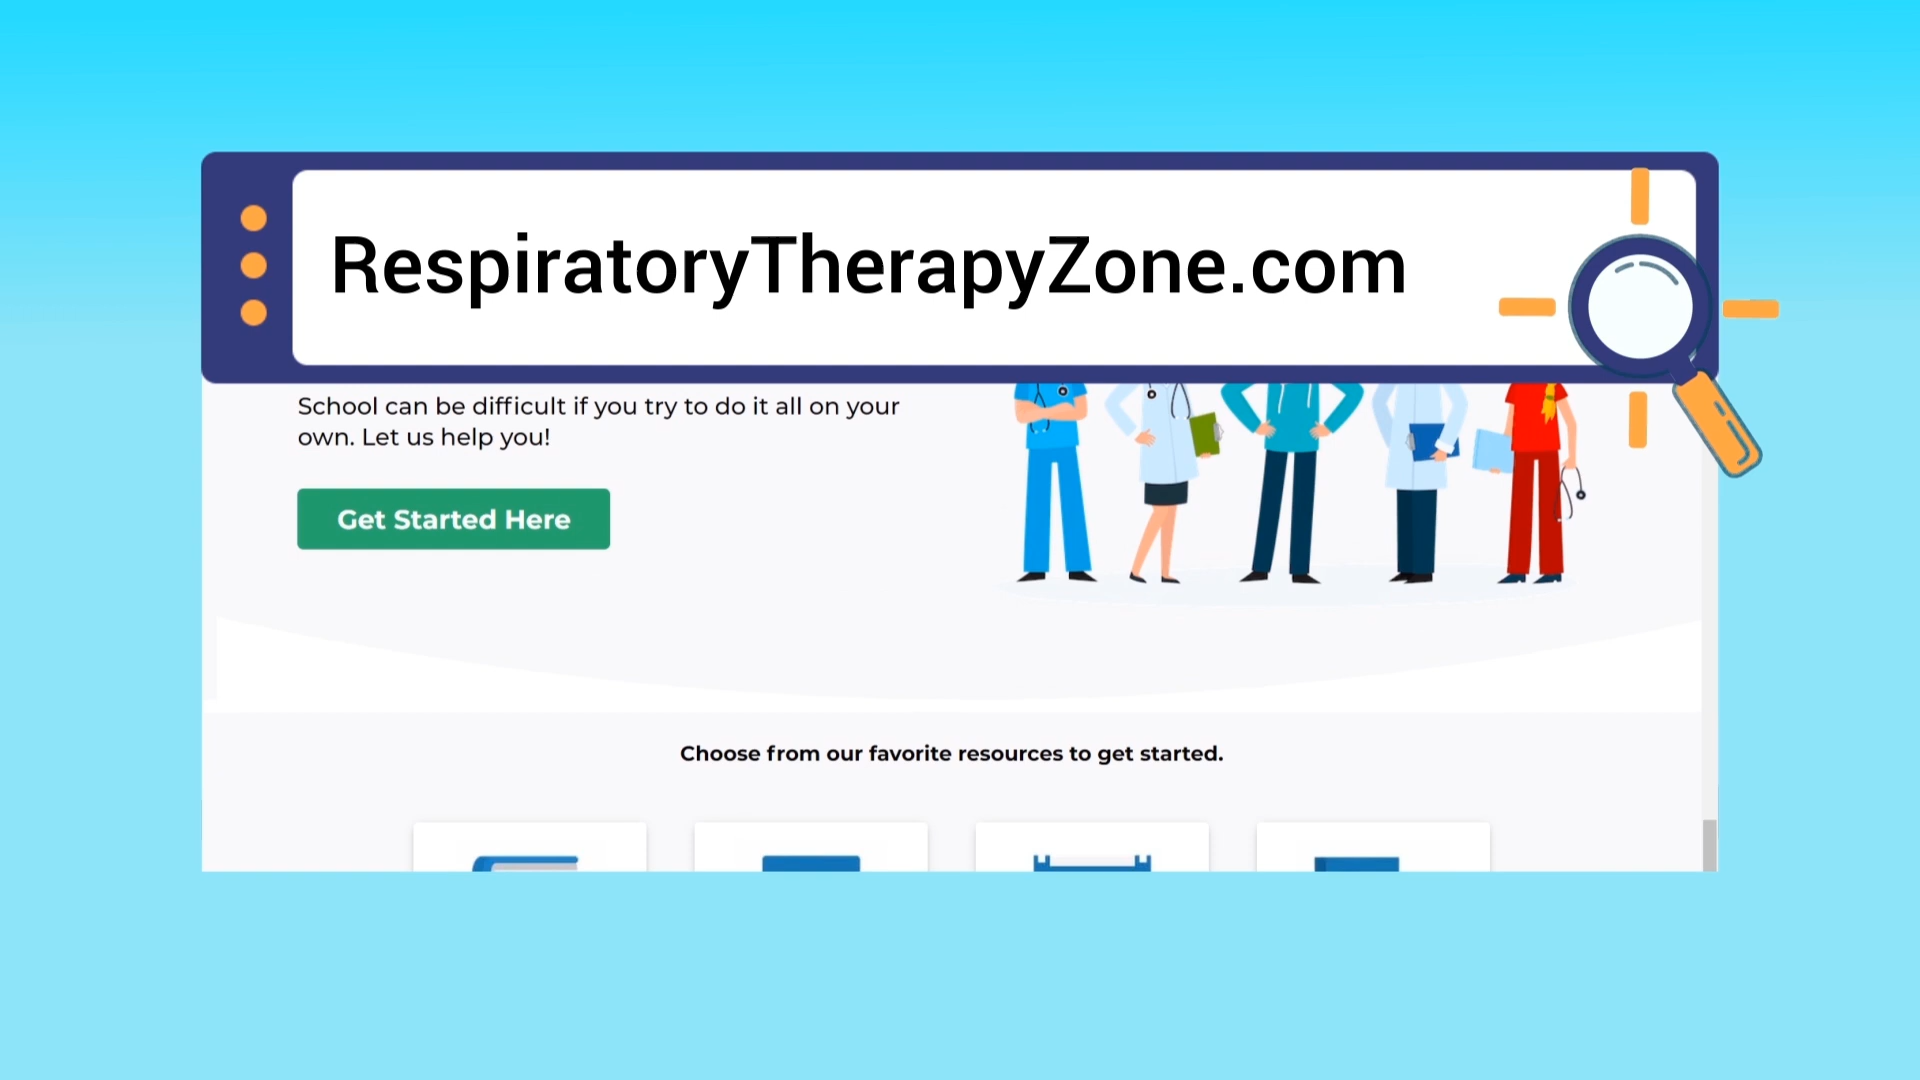 RespiratoryTherapyZone.com
School can be difficult if you try to do it all on your
own. Let us help you!
Get Started Here
Choose from our favorite resources to get started.